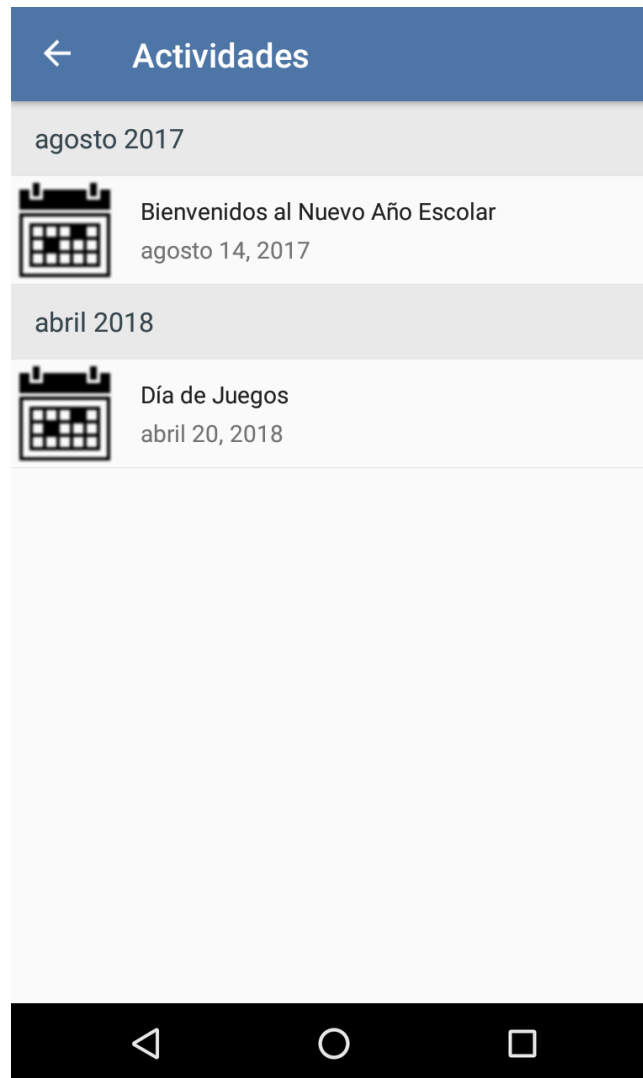 Actividades
agosto 2017
Bienvenidos al Nuevo Año Escolar
agosto 14, 2017
abril 2018
Día de Juegos
abril 20, 2018